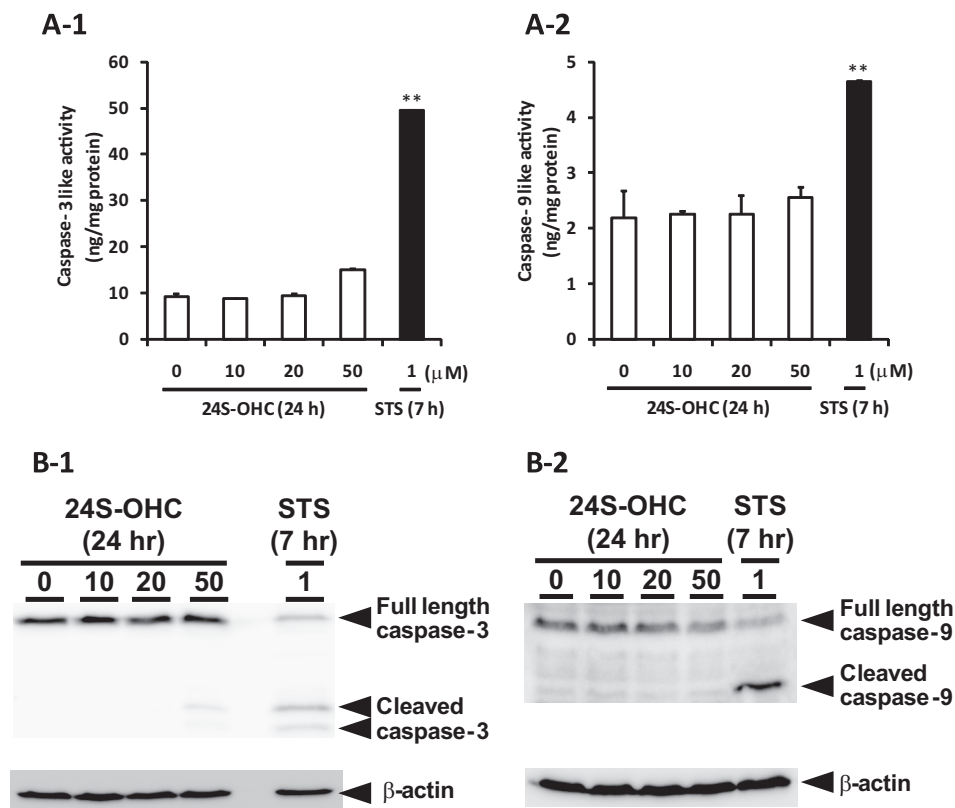 A-1
Caspase-3 like activity
(ng/mg protein)
60
50
40
30
20
10
0
**
0 10 20 50 1 (μM)
24S-OHC (24 h) STS (7 h)
A-2
Caspase-9 like activity
(ng/mg protein)
5
4
3
2
1
0
**
0 10 20 50 1 (μM)
24S-OHC (24 h) STS (7 h)
B-1
24S-OHC
(24 hr)
STS
(7 hr)
0 10 20 50 1
Full length
caspase-3
Cleaved
caspase-3
β-actin
B-2
24S-OHC
(24 hr)
STS
(7 hr)
0 10 20 50 1
Full length
caspase-9
Cleaved
caspase-9
β-actin